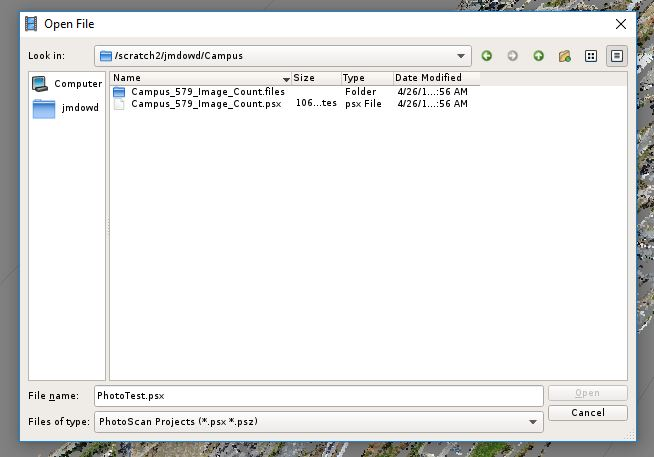 Open File
Look in: /scratch2/jmdowd/Campus
Computer
jmdowd
Name Size Type Date Modified
Campus_579_Image_Count.files Folder 4/26/1...:56 AM
Campus_579_Image_Count.psx 106...tes psx File 4/26/1...:56 AM
File name: PhotoTest.psx Open
Files of type: PhotoScan Projects (*.psx *.psz) Cancel